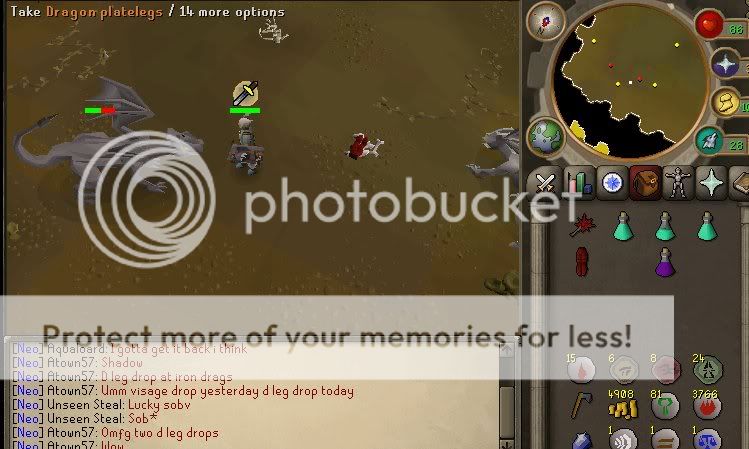 Take Dragon platelegs / 14 more options
86
28
photobucket
Protect more of your memories for less!
[Neo] Aqualoard: I gotta get it back i think
[Neo] Atown57: Shadow
[Neo] Atown57: D leg drop at iron drags
[Neo] Atown57: Umm visage drop yesterday d leg drop today
[Neo] Unseen Steal: Lucky sobv
[Neo] Unseen Steal: Sob*
[Neo] Atown57: Omfg two d leg drops
[Neo] Atown57: Wow
15 6 8 24
4908 81 3766
1 1 1